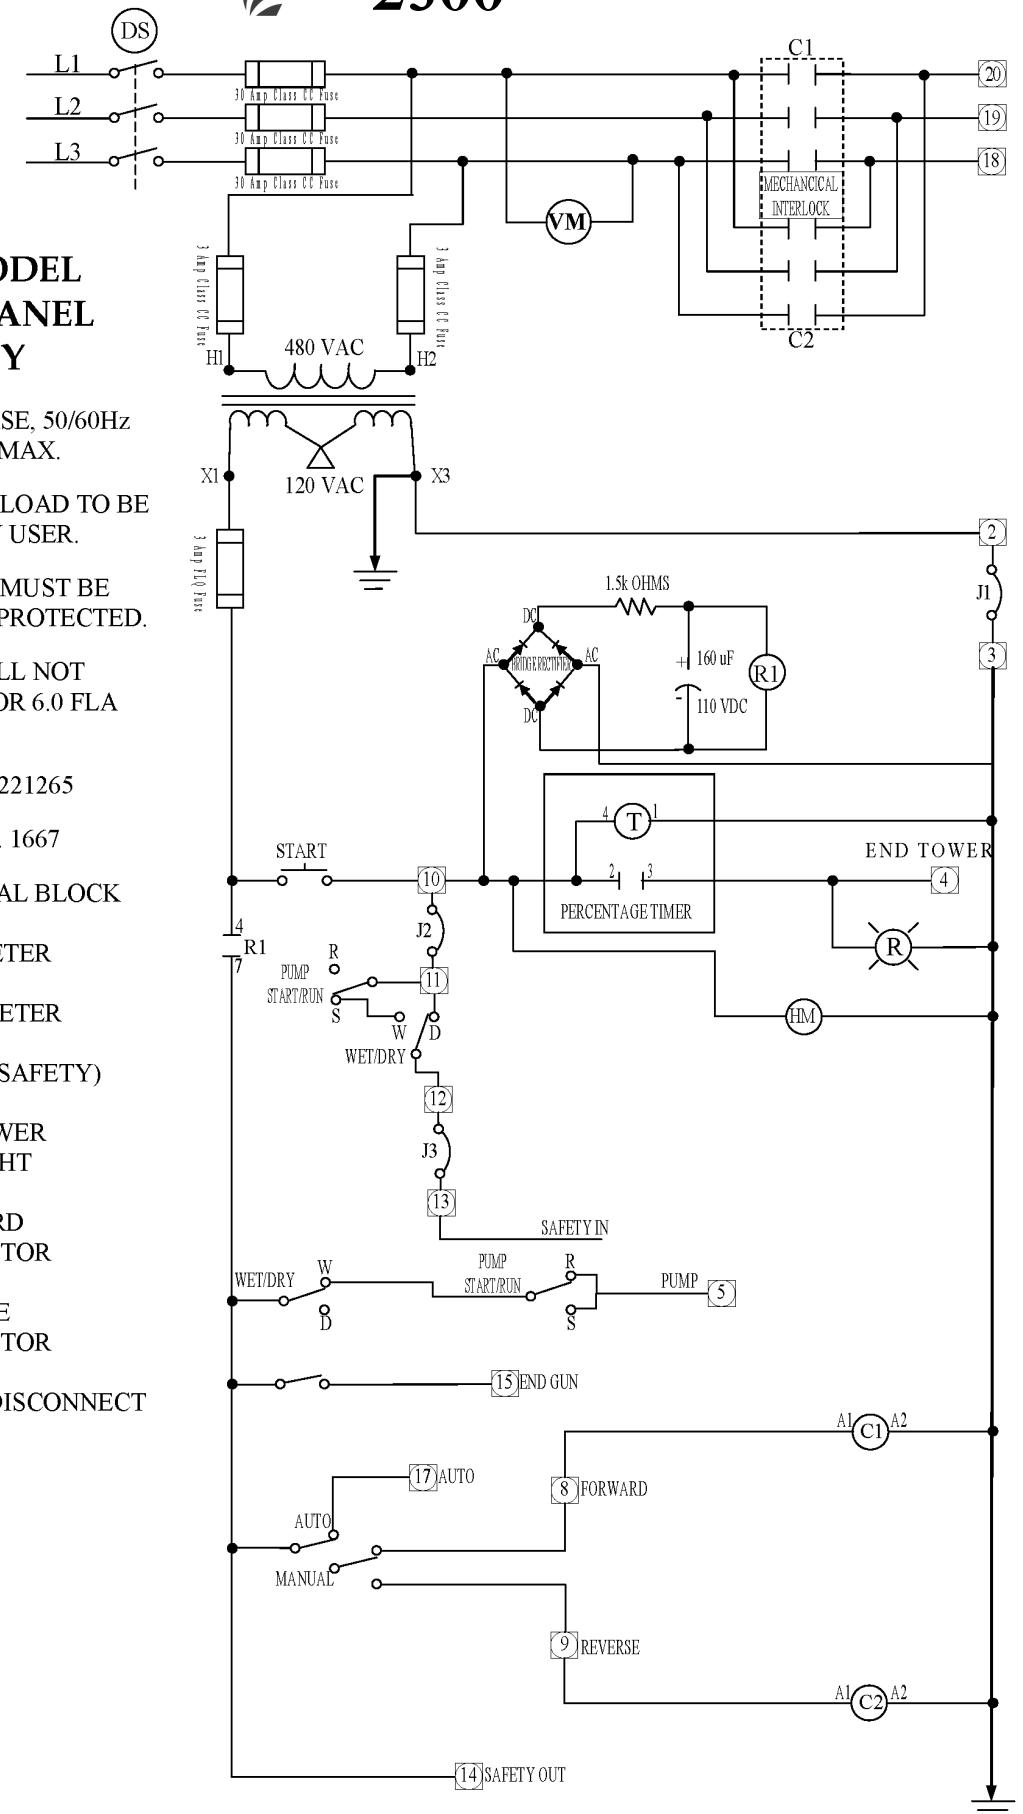 2500
DS
L1
L2
L3
30 Amp Class CC Fuse
30 Amp Class CC Fuse
30 Amp Class CC Fuse
C1
20
19
18
MECHANCICAL
INTERLOCK
C2
VM
3 Amp Class CC Fuse
3 Amp Class CC Fuse
H1
480 VAC
H2
X1
120 VAC
X3
3 Amp FLQ Fuse
ODEL
ANEL
Y
SE, 50/60Hz
MAX.
LOAD TO BE
USER.
MUST BE
PROTECTED.
LL NOT
OR 6.0 FLA
221265
1667
AL BLOCK
ETER
ETER
SAFETY)
WER
HT
RD
TOR
E
TOR
DISCONNECT
2
J1
3
1.5k OHMS
DC
AC
BRIDGE RECTIFIER
AC
DC
+
160 uF
-
110 VDC
R1
4
T
1
2
3
PERCENTAGE TIMER
END TOWER
4
START
10
R
4
R1
7
J2
R
PUMP
START/RUN
S
11
W
D
WET/DRY
HM
12
J3
13
SAFETY IN
WET/DRY
W
D
PUMP
START/RUN
R
S
PUMP
5
15
END GUN
A1
C1
A2
17
AUTO
8
FORWARD
AUTO
MANUAL
9
REVERSE
A1
C2
A2
14
SAFETY OUT